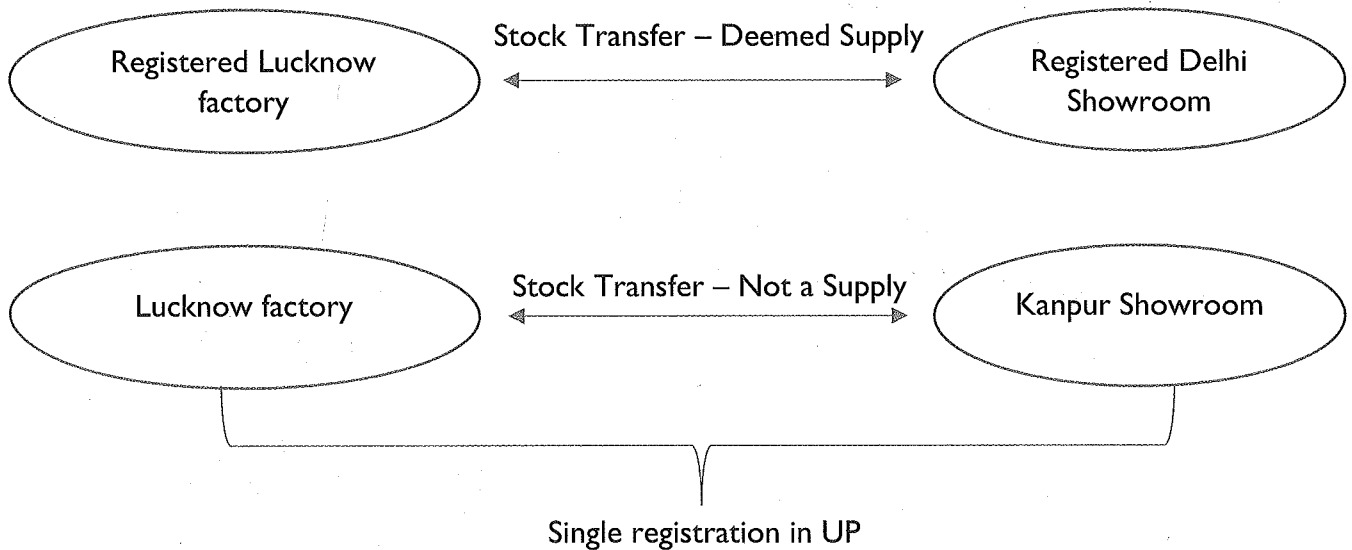 Registered Lucknow
factory
Stock Transfer – Deemed Supply
Registered Delhi
Showroom
Lucknow factory
Stock Transfer – Not a Supply
Kanpur Showroom
Single registration in UP